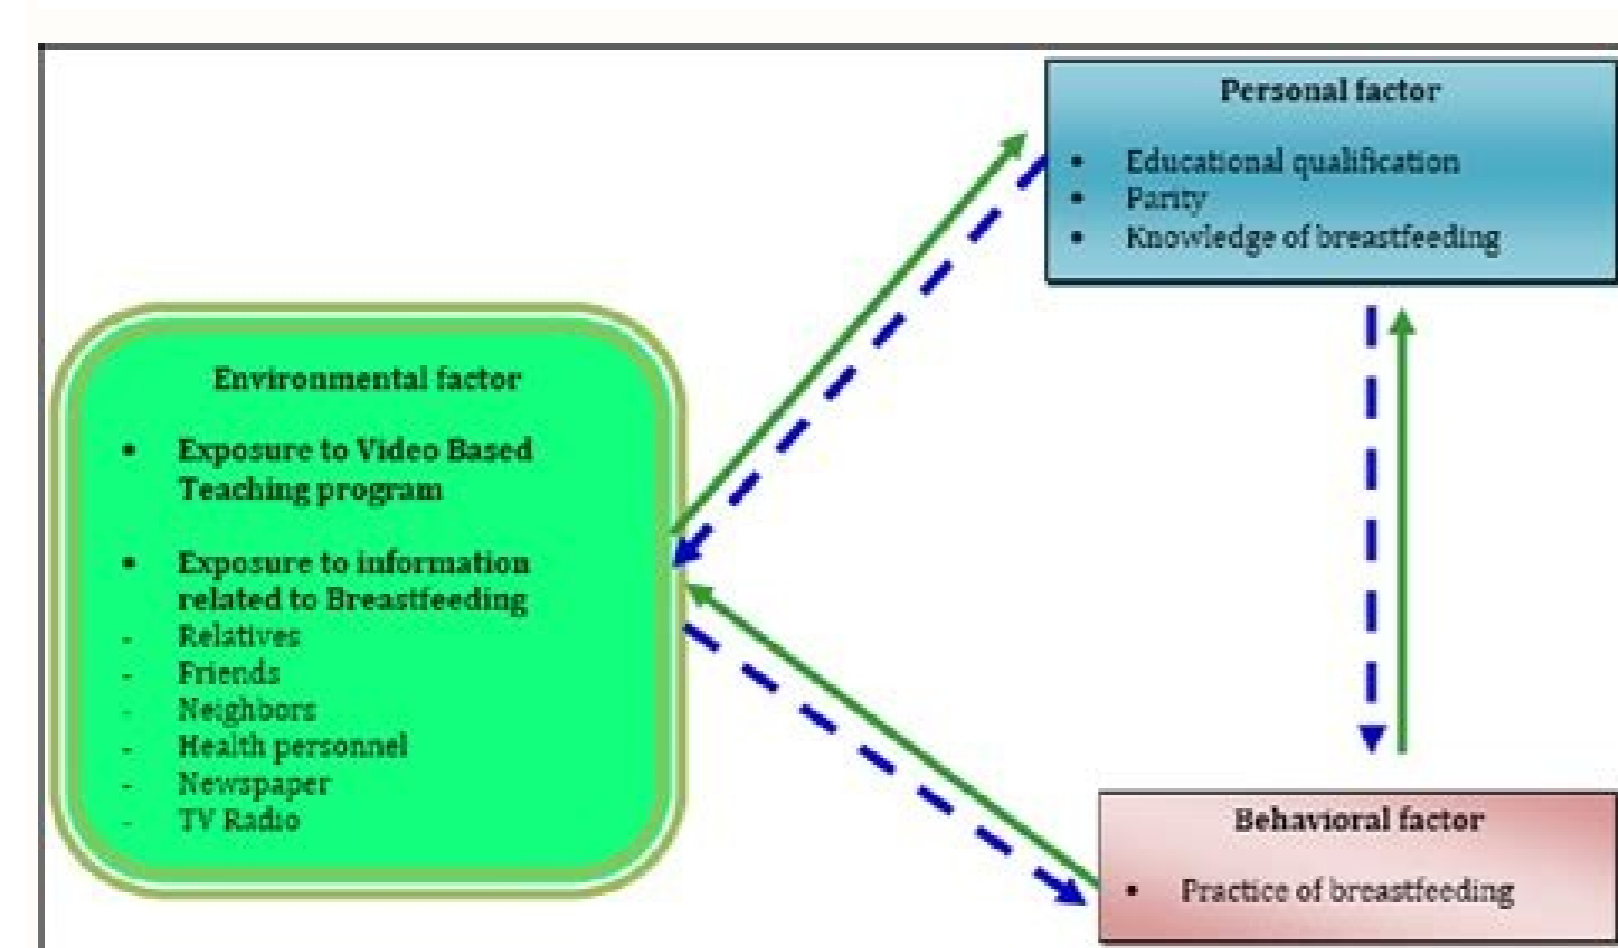 Personal factor
• Educational qualification
• Parity
• Knowledge of breastfeeding
Environmental factor
• Exposure to Video Based
Teaching program
• Exposure to information
related to Breastfeeding
- Relatives
- Friends
- Neighbors
- Health personnel
- Newspaper
- TV Radio
Behavioral factor
• Practice of breastfeeding